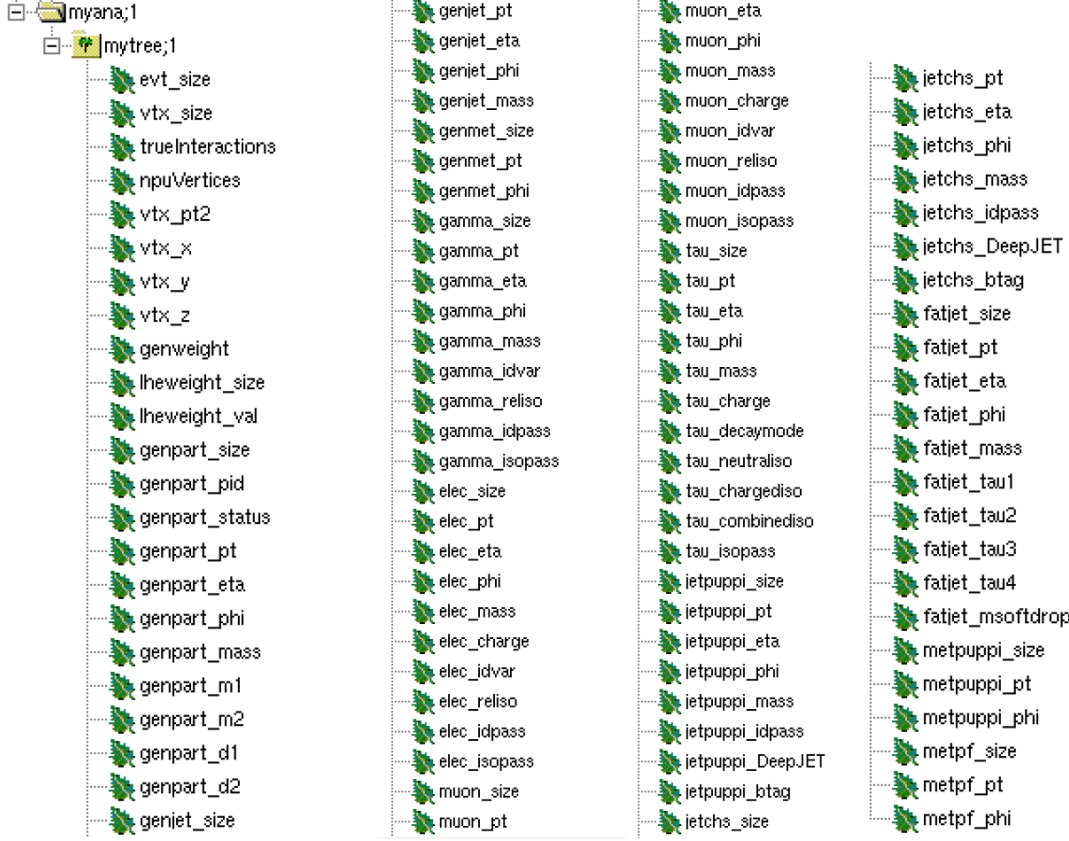 myana;1
mytree;1
evt_size
vtx_size
trueInteractions
npuVertices
vtx_pt2
vtx_x
vtx_y
vtx_z
genweight
lheweight_size
lheweight_val
genpart_size
genpart_pid
genpart_status
genpart_pt
genpart_eta
genpart_phi
genpart_mass
genpart_m1
genpart_m2
genpart_d1
genpart_d2
genjet_size
genjet_pt
genjet_eta
genjet_phi
genjet_mass
genmet_size
genmet_pt
genmet_phi
gamma_size
gamma_pt
gamma_eta
gamma_phi
gamma_mass
gamma_idvar
gamma_reliso
gamma_idpass
gamma_isopass
elec_size
elec_pt
elec_eta
elec_phi
elec_mass
elec_charge
elec_idvar
elec_reliso
elec_idpass
elec_isopass
muon_size
muon_pt
muon_eta
muon_phi
muon_mass
muon_charge
muon_idvar
muon_reliso
muon_idpass
muon_isopass
tau_size
tau_pt
tau_eta
tau_phi
tau_mass
tau_charge
tau_decaymode
tau_neutraliso
tau_chargediso
tau_combinediso
tau_isopass
jetpuppi_size
jetpuppi_pt
jetpuppi_eta
jetpuppi_phi
jetpuppi_mass
jetpuppi_idpass
jetpuppi_DeepJET
jetpuppi_btag
jetchs_size
jetchs_pt
jetchs_eta
jetchs_phi
jetchs_mass
jetchs_idpass
jetchs_DeepJET
jetchs_btag
fatjet_size
fatjet_pt
fatjet_eta
fatjet_phi
fatjet_mass
fatjet_tau1
fatjet_tau2
fatjet_tau3
fatjet_tau4
fatjet_msoftdrop
metpuppi_size
metpuppi_pt
metpuppi_phi
metpf_size
metpf_pt
metpf_phi